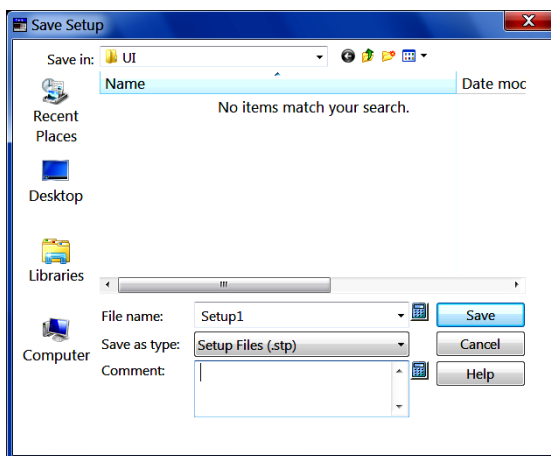 Save Setup
X
Save in: UI
Name Date mod
No items match your search.
Recent
Places
Desktop
Libraries
Computer
File name: Setup1 Save
Save as type: Setup Files (.stp) Cancel
Comment: Help